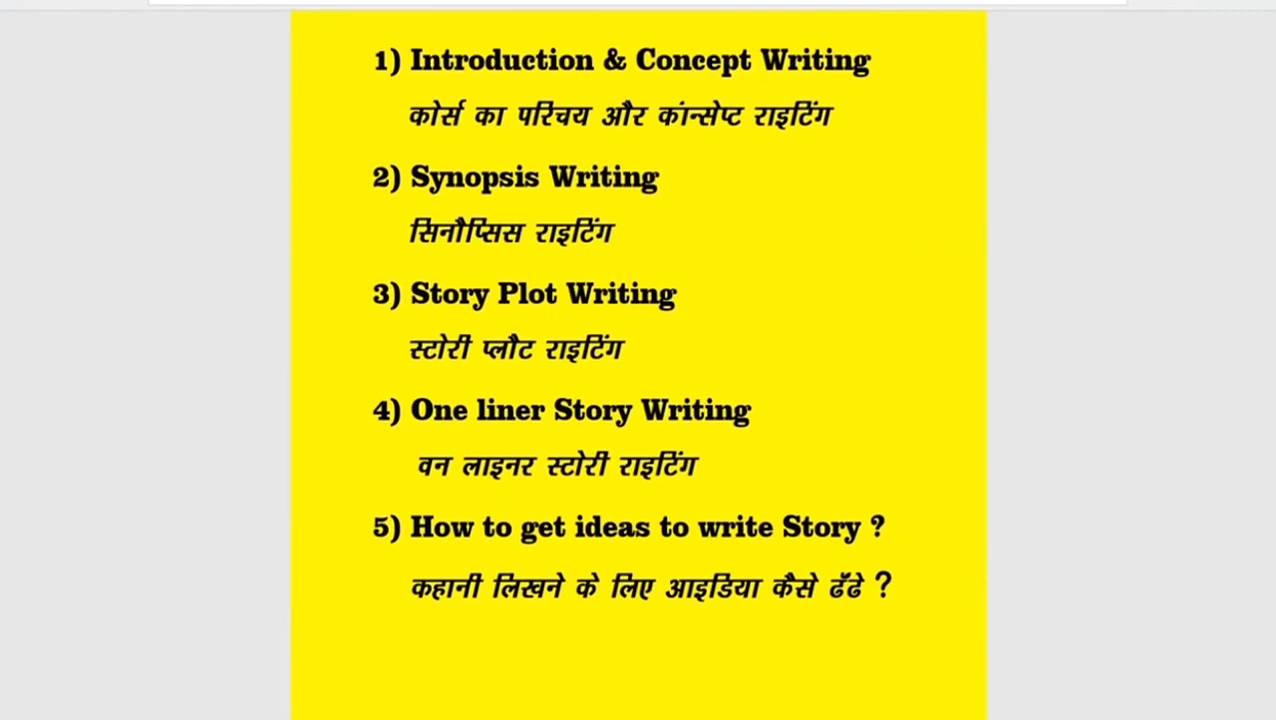 1) Introduction & Concept Writing
कोर्स का परिचय और कांन्सेप्ट राइटिंग
2) Synopsis Writing
सिनौप्सिस राइटिंग
3) Story Plot Writing
स्टोरी प्लौट राइटिंग
4) One liner Story Writing
वन लाइनर स्टोरी राइटिंग
5) How to get ideas to write Story ?
कहानी लिखने के लिए आइडिया कैसे ढँढे ?